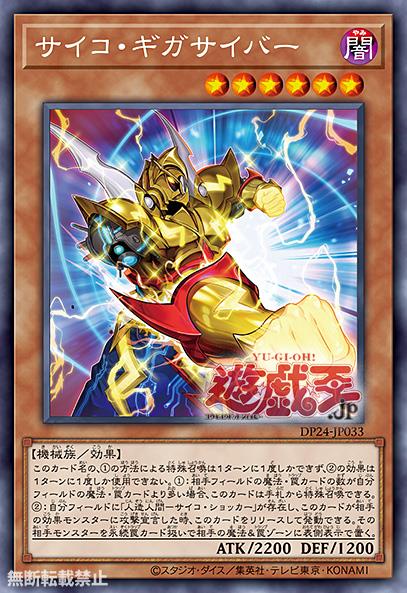 サイコ・ギガサイバー
闇
やみ
YU-GI-OH!
遊戯王
.jp
DP24-JP033
【機械族／効果】
このカード名の、①の方法による特殊召喚は1ターンに1度しかできず、②の効果は
1ターンに1度しか使用できない。①：相手フィールドの魔法・罠カードの数が自分
フィールドの魔法・罠カードより多い場合、このカードは手札から特殊召喚できる。
②：自分フィールドに「人造人間－サイコ・ショッカー」が存在し、このカードが相手
の効果モンスターに攻撃宣言した時、このカードをリリースして発動できる。その
相手モンスターを永続罠カード扱いで相手の魔法&罠ゾーンに表側表示で置く。
ATK/2200 DEF/1200
無断転載禁止
©スタジオ・ダイス／集英社・テレビ東京・KONAMI